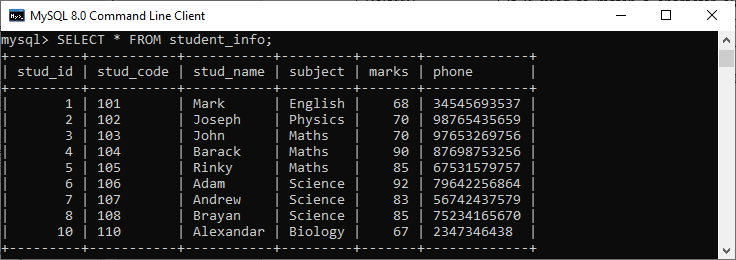 MySQL 8.0 Command Line Client
mysql> SELECT * FROM student_info;
+---------+-----------+-----------+---------+-------+-------------+
| stud_id | stud_code | stud_name | subject | marks | phone       |
+---------+-----------+-----------+---------+-------+-------------+
|       1 | 101       | Mark      | English |    68 | 34545693537 |
|       2 | 102       | Joseph    | Physics |    70 | 98765435659 |
|       3 | 103       | John      | Maths   |    70 | 97653269756 |
|       4 | 104       | Barack    | Maths   |    90 | 87698753256 |
|       5 | 105       | Rinky     | Maths   |    85 | 67531579757 |
|       6 | 106       | Adam      | Science |    92 | 79642256864 |
|       7 | 107       | Andrew    | Science |    83 | 56742437579 |
|       8 | 108       | Brayan    | Science |    85 | 75234165670 |
|      10 | 110       | Alexandar | Biology |    67 | 2347346438  |
+---------+-----------+-----------+---------+-------+-------------+